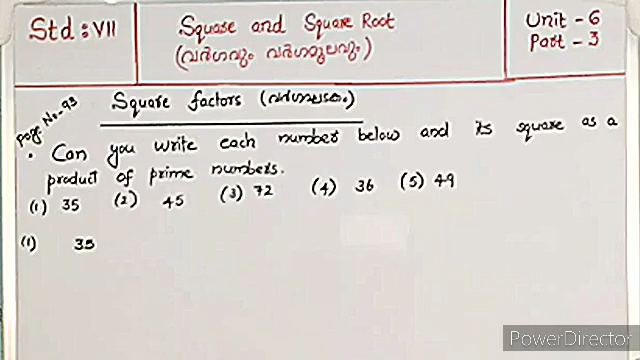 Std : VII
Square and Square Root
(വർഗവും വർഗമൂലവും)
Unit - 6
Part - 3
Page No - 93
Square factors (വർഗഘടകം)
• Can you write each number below and its square as a
product of prime numbers.
(1) 35 (2) 45 (3) 72 (4) 36 (5) 49
(1) 35
PowerDirector